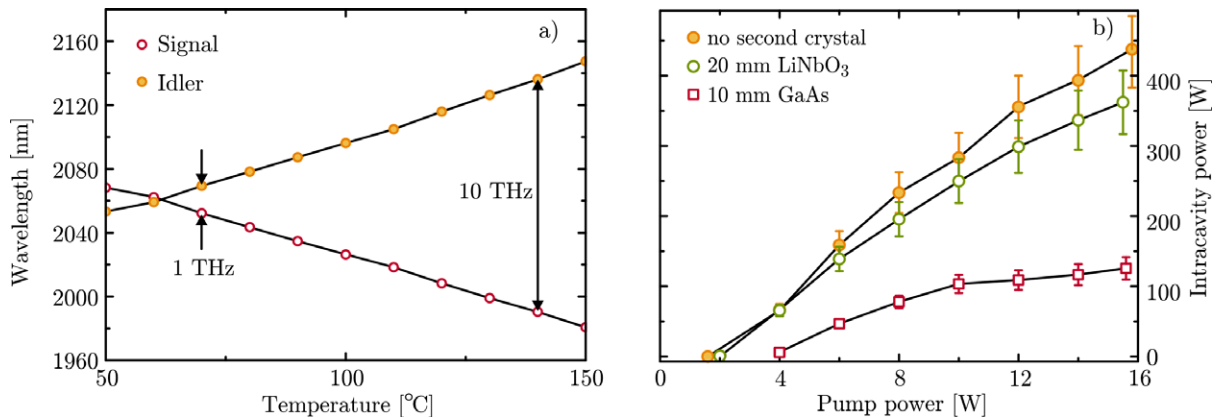 2160
2120
2080
2040
2000
1960
Wavelength [nm]
Signal
Idler
a)
10 THz
1 THz
50
100
150
Temperature [°C]
b)
no second crystal
20 mm LiNbO₃
10 mm GaAs
400
300
200
100
0
Intracavity power [W]
0
4
8
12
16
Pump power [W]